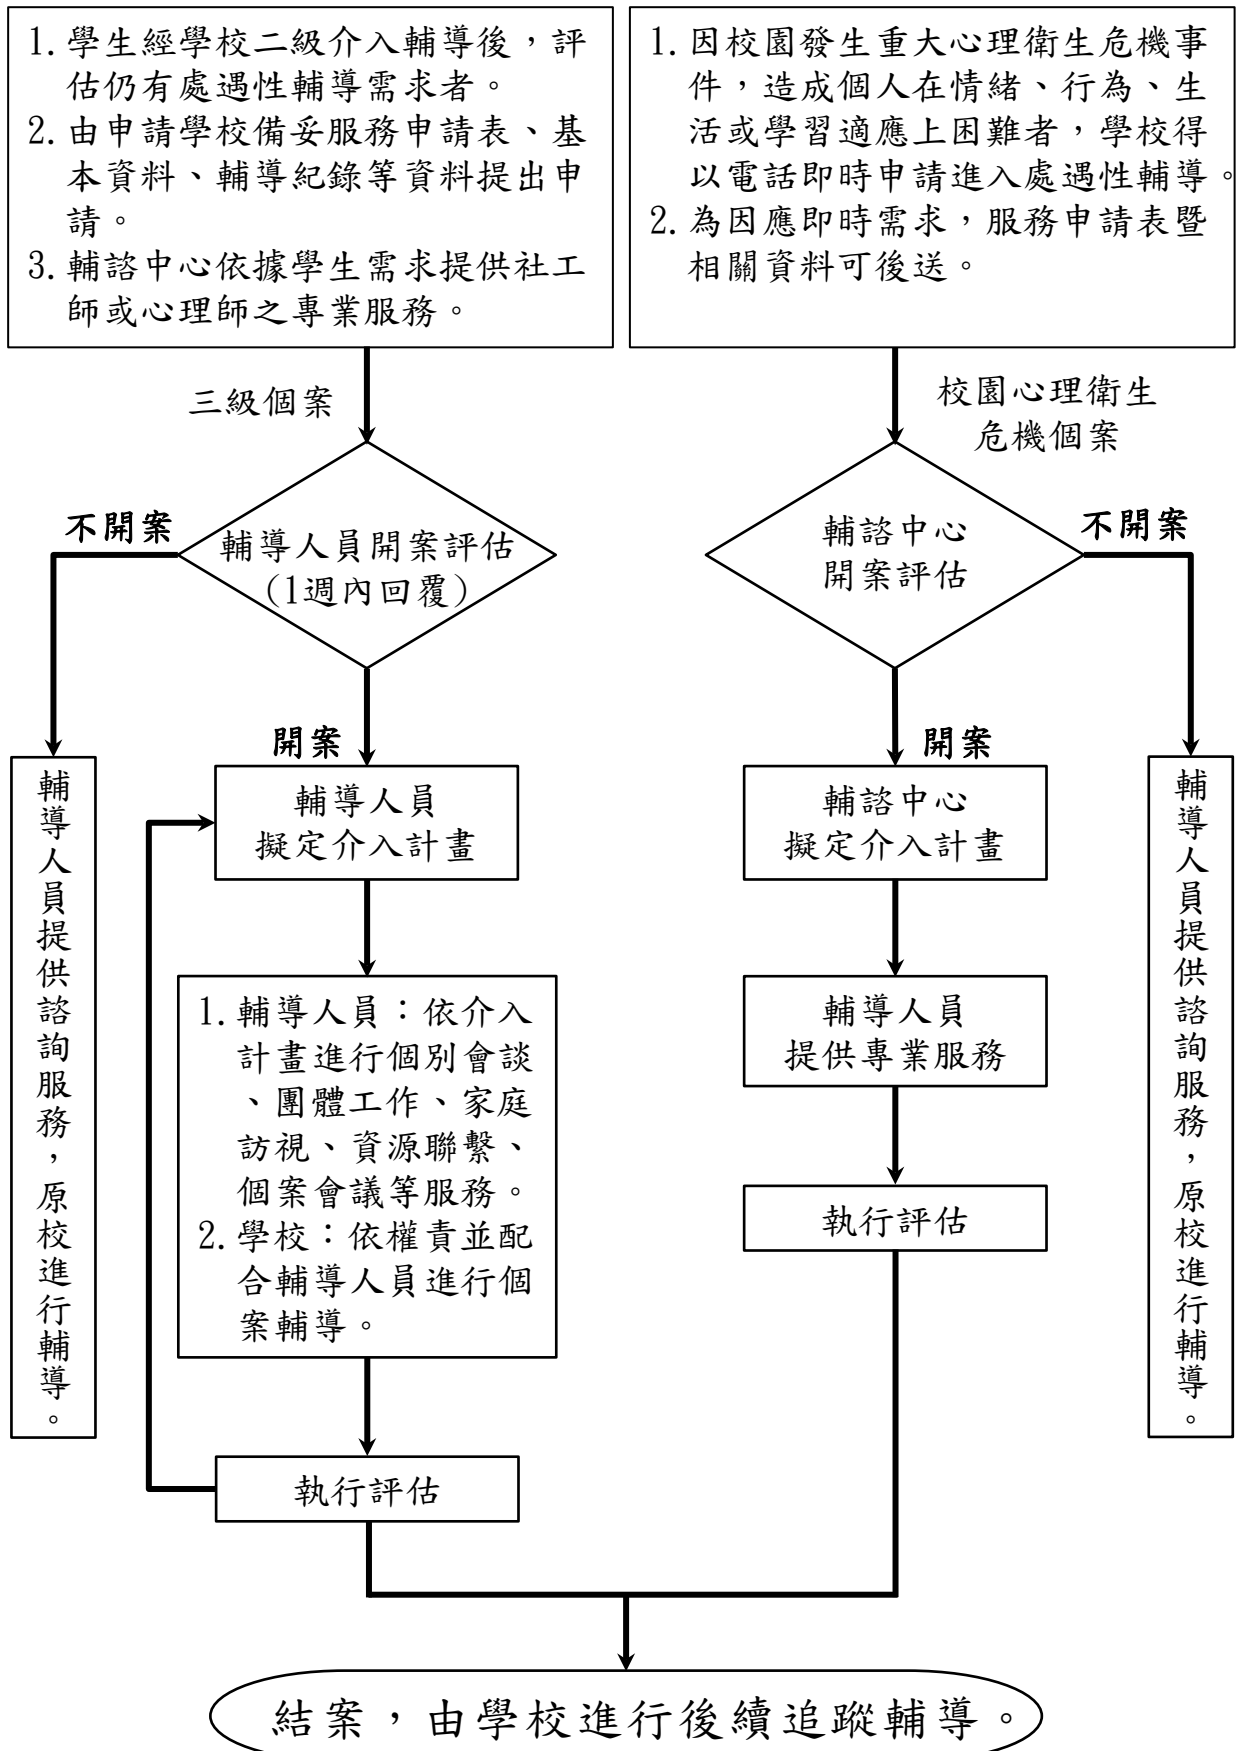 1. 學生經學校二級介入輔導後，評
估仍有處遇性輔導需求者。
2. 由申請學校備妥服務申請表、基
本資料、輔導紀錄等資料提出申
請。
3. 輔諮中心依據學生需求提供社工
師或心理師之專業服務。
1. 因校園發生重大心理衛生危機事
件，造成個人在情緒、行為、生
活或學習適應上困難者，學校得
以電話即時申請進入處遇性輔導。
2. 為因應即時需求，服務申請表暨
相關資料可後送。
三級個案
校園心理衛生
危機個案
不開案
輔導人員開案評估
(1週內回覆)
輔諮中心
開案評估
不開案
開案
開案
輔導人員提供諮詢服務，原校進行輔導。
輔導人員
擬定介入計畫
輔諮中心
擬定介入計畫
輔導人員提供諮詢服務，原校進行輔導。
1. 輔導人員：依介入
計畫進行個別會談
、團體工作、家庭
訪視、資源聯繫、
個案會議等服務。
2. 學校：依權責並配
合輔導人員進行個
案輔導。
輔導人員
提供專業服務
執行評估
執行評估
結案，由學校進行後續追蹤輔導。